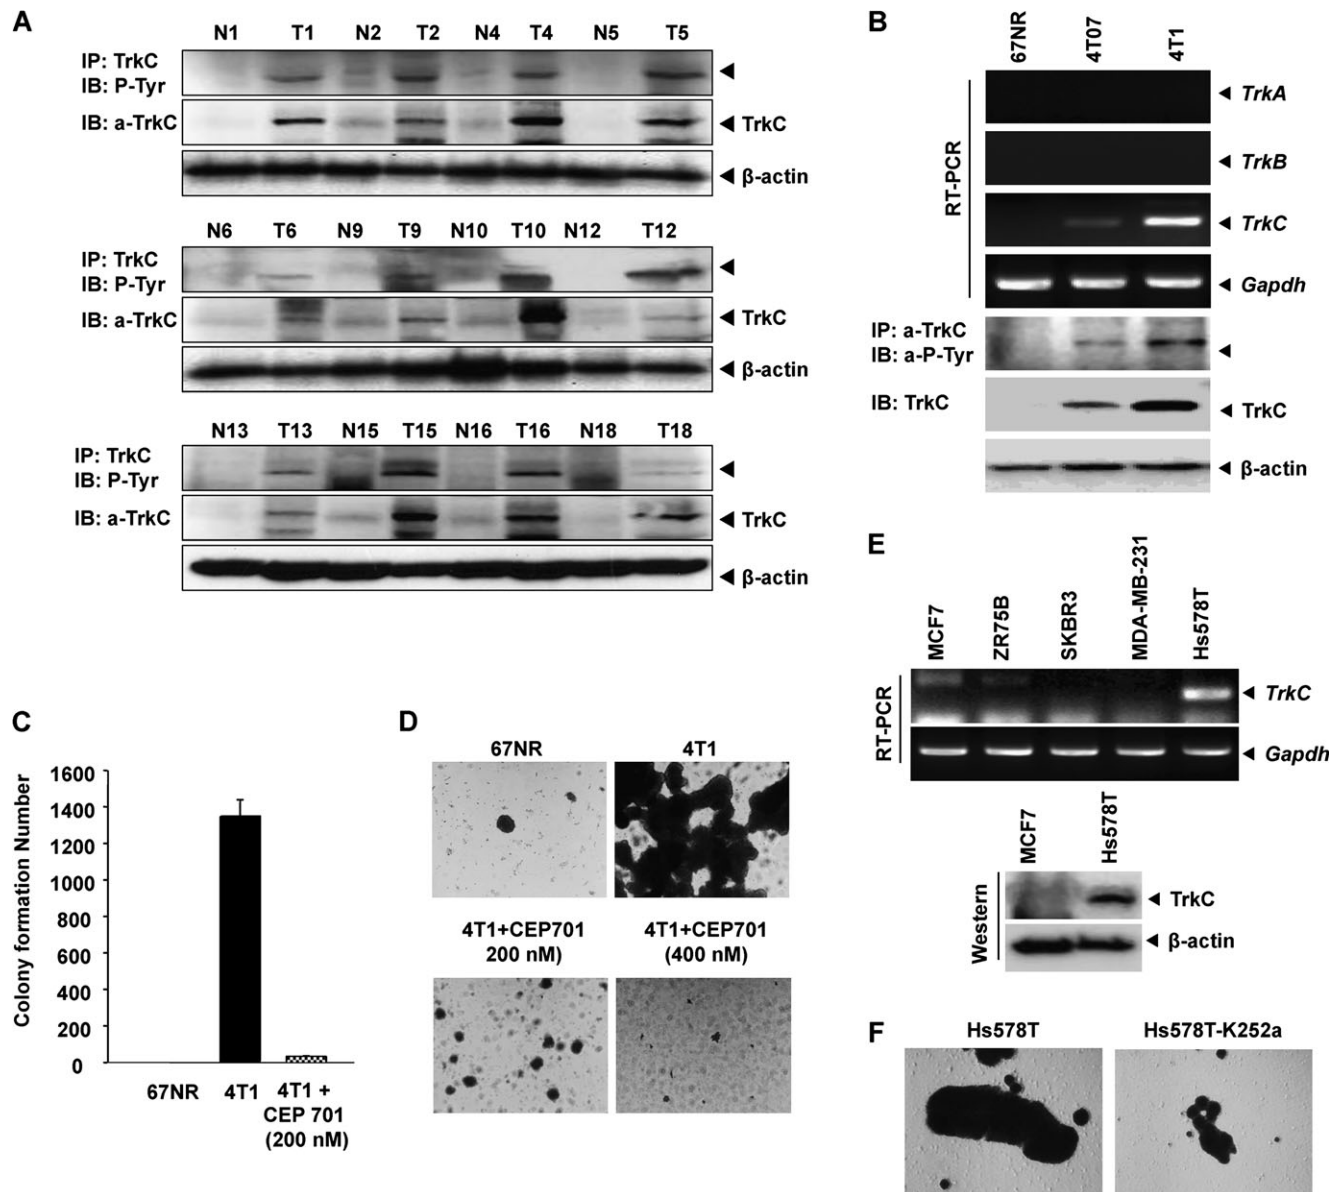 A
N1 T1 N2 T2 N4 T4 N5 T5
IP: TrkC
IB: P-Tyr
IB: a-TrkC
TrkC
β-actin
N6 T6 N9 T9 N10 T10 N12 T12
IP: TrkC
IB: P-Tyr
IB: a-TrkC
TrkC
β-actin
N13 T13 N15 T15 N16 T16 N18 T18
IP: TrkC
IB: P-Tyr
IB: a-TrkC
TrkC
β-actin
B
67NR 4T07 4T1
RT-PCR
TrkA
TrkB
TrkC
Gapdh
IP: a-TrkC
IB: a-P-Tyr
IB: TrkC
TrkC
β-actin
C
Colony formation Number
1600
1400
1200
1000
800
600
400
200
0
67NR 4T1 4T1 +
CEP 701
(200 nM)
D
67NR 4T1
4T1+CEP701
200 nM)
4T1+CEP701
(400 nM)
E
MCF7 ZR75B SKBR3 MDA-MB-231 Hs578T
RT-PCR
TrkC
Gapdh
MCF7 Hs578T
Western
TrkC
β-actin
F
Hs578T Hs578T-K252a